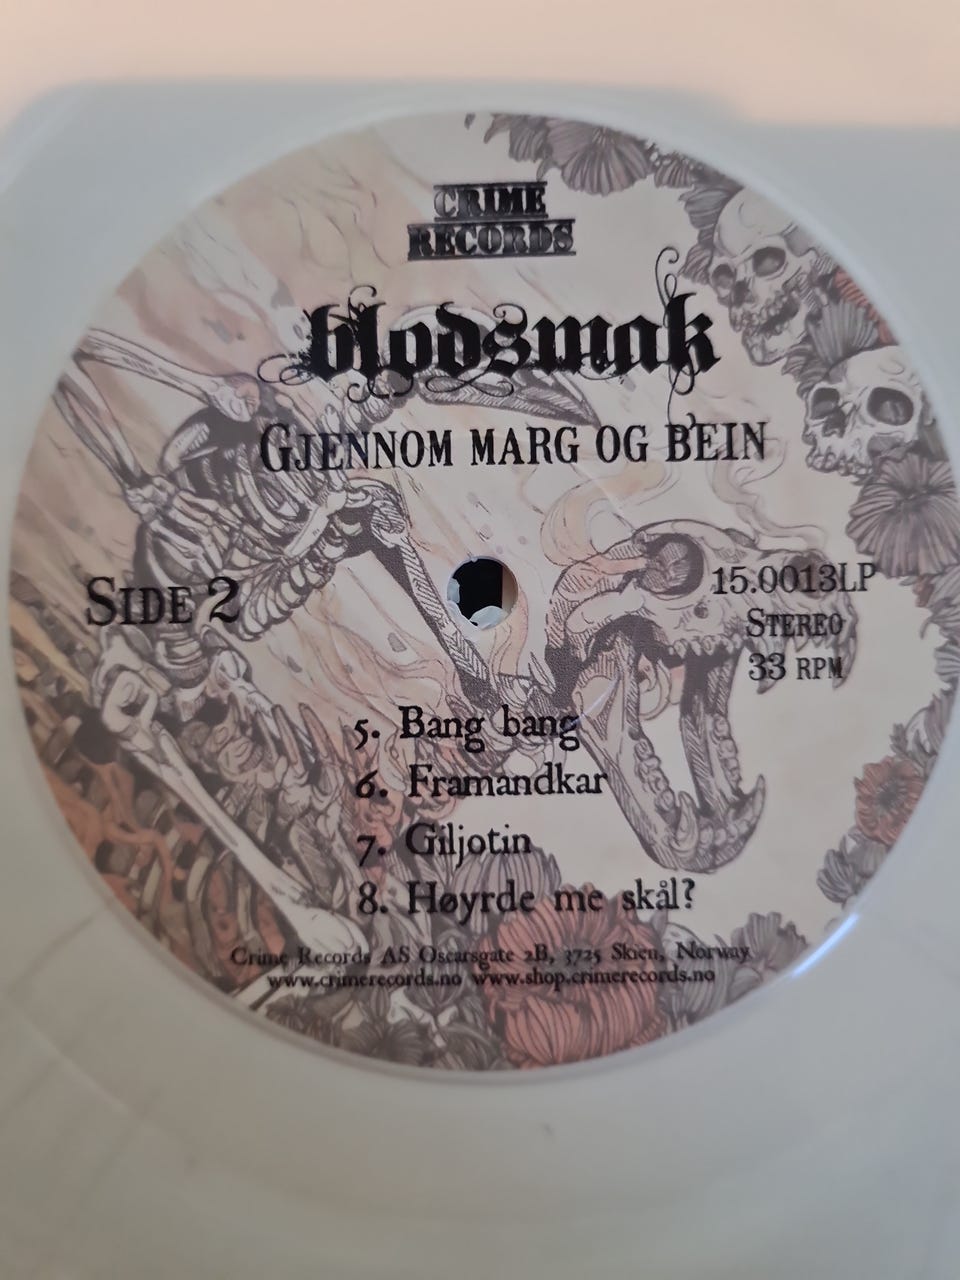 CRIME
RECORDS
blodsmak
GJENNOM MARG OG BEIN
SIDE 2
15.0013LP
STEREO
33 RPM
5. Bang bang
6. Framandkar
7. Giljotin
8. Høyrde me skål?
Crime Records AS Oscarsgate 2B, 3725 Skien, Norway
www.crimerecords.no www.shop.crimerecords.no